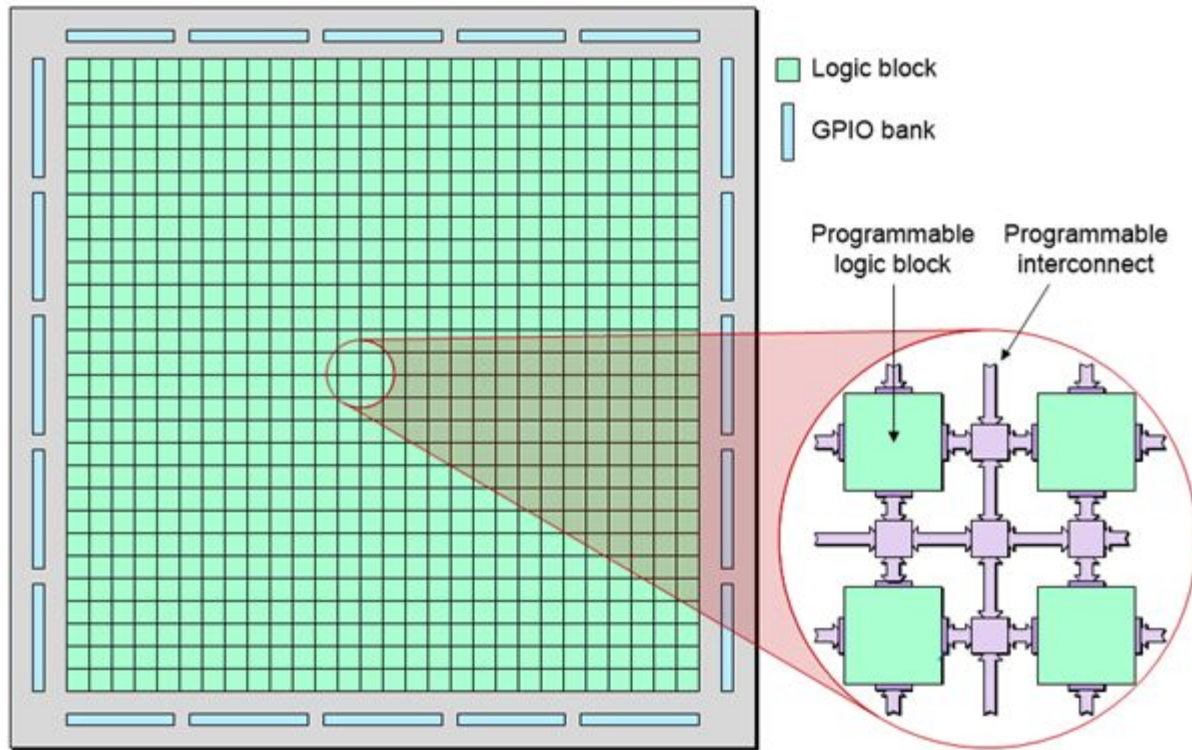 Logic block
GPIO bank
Programmable
logic block
Programmable
interconnect